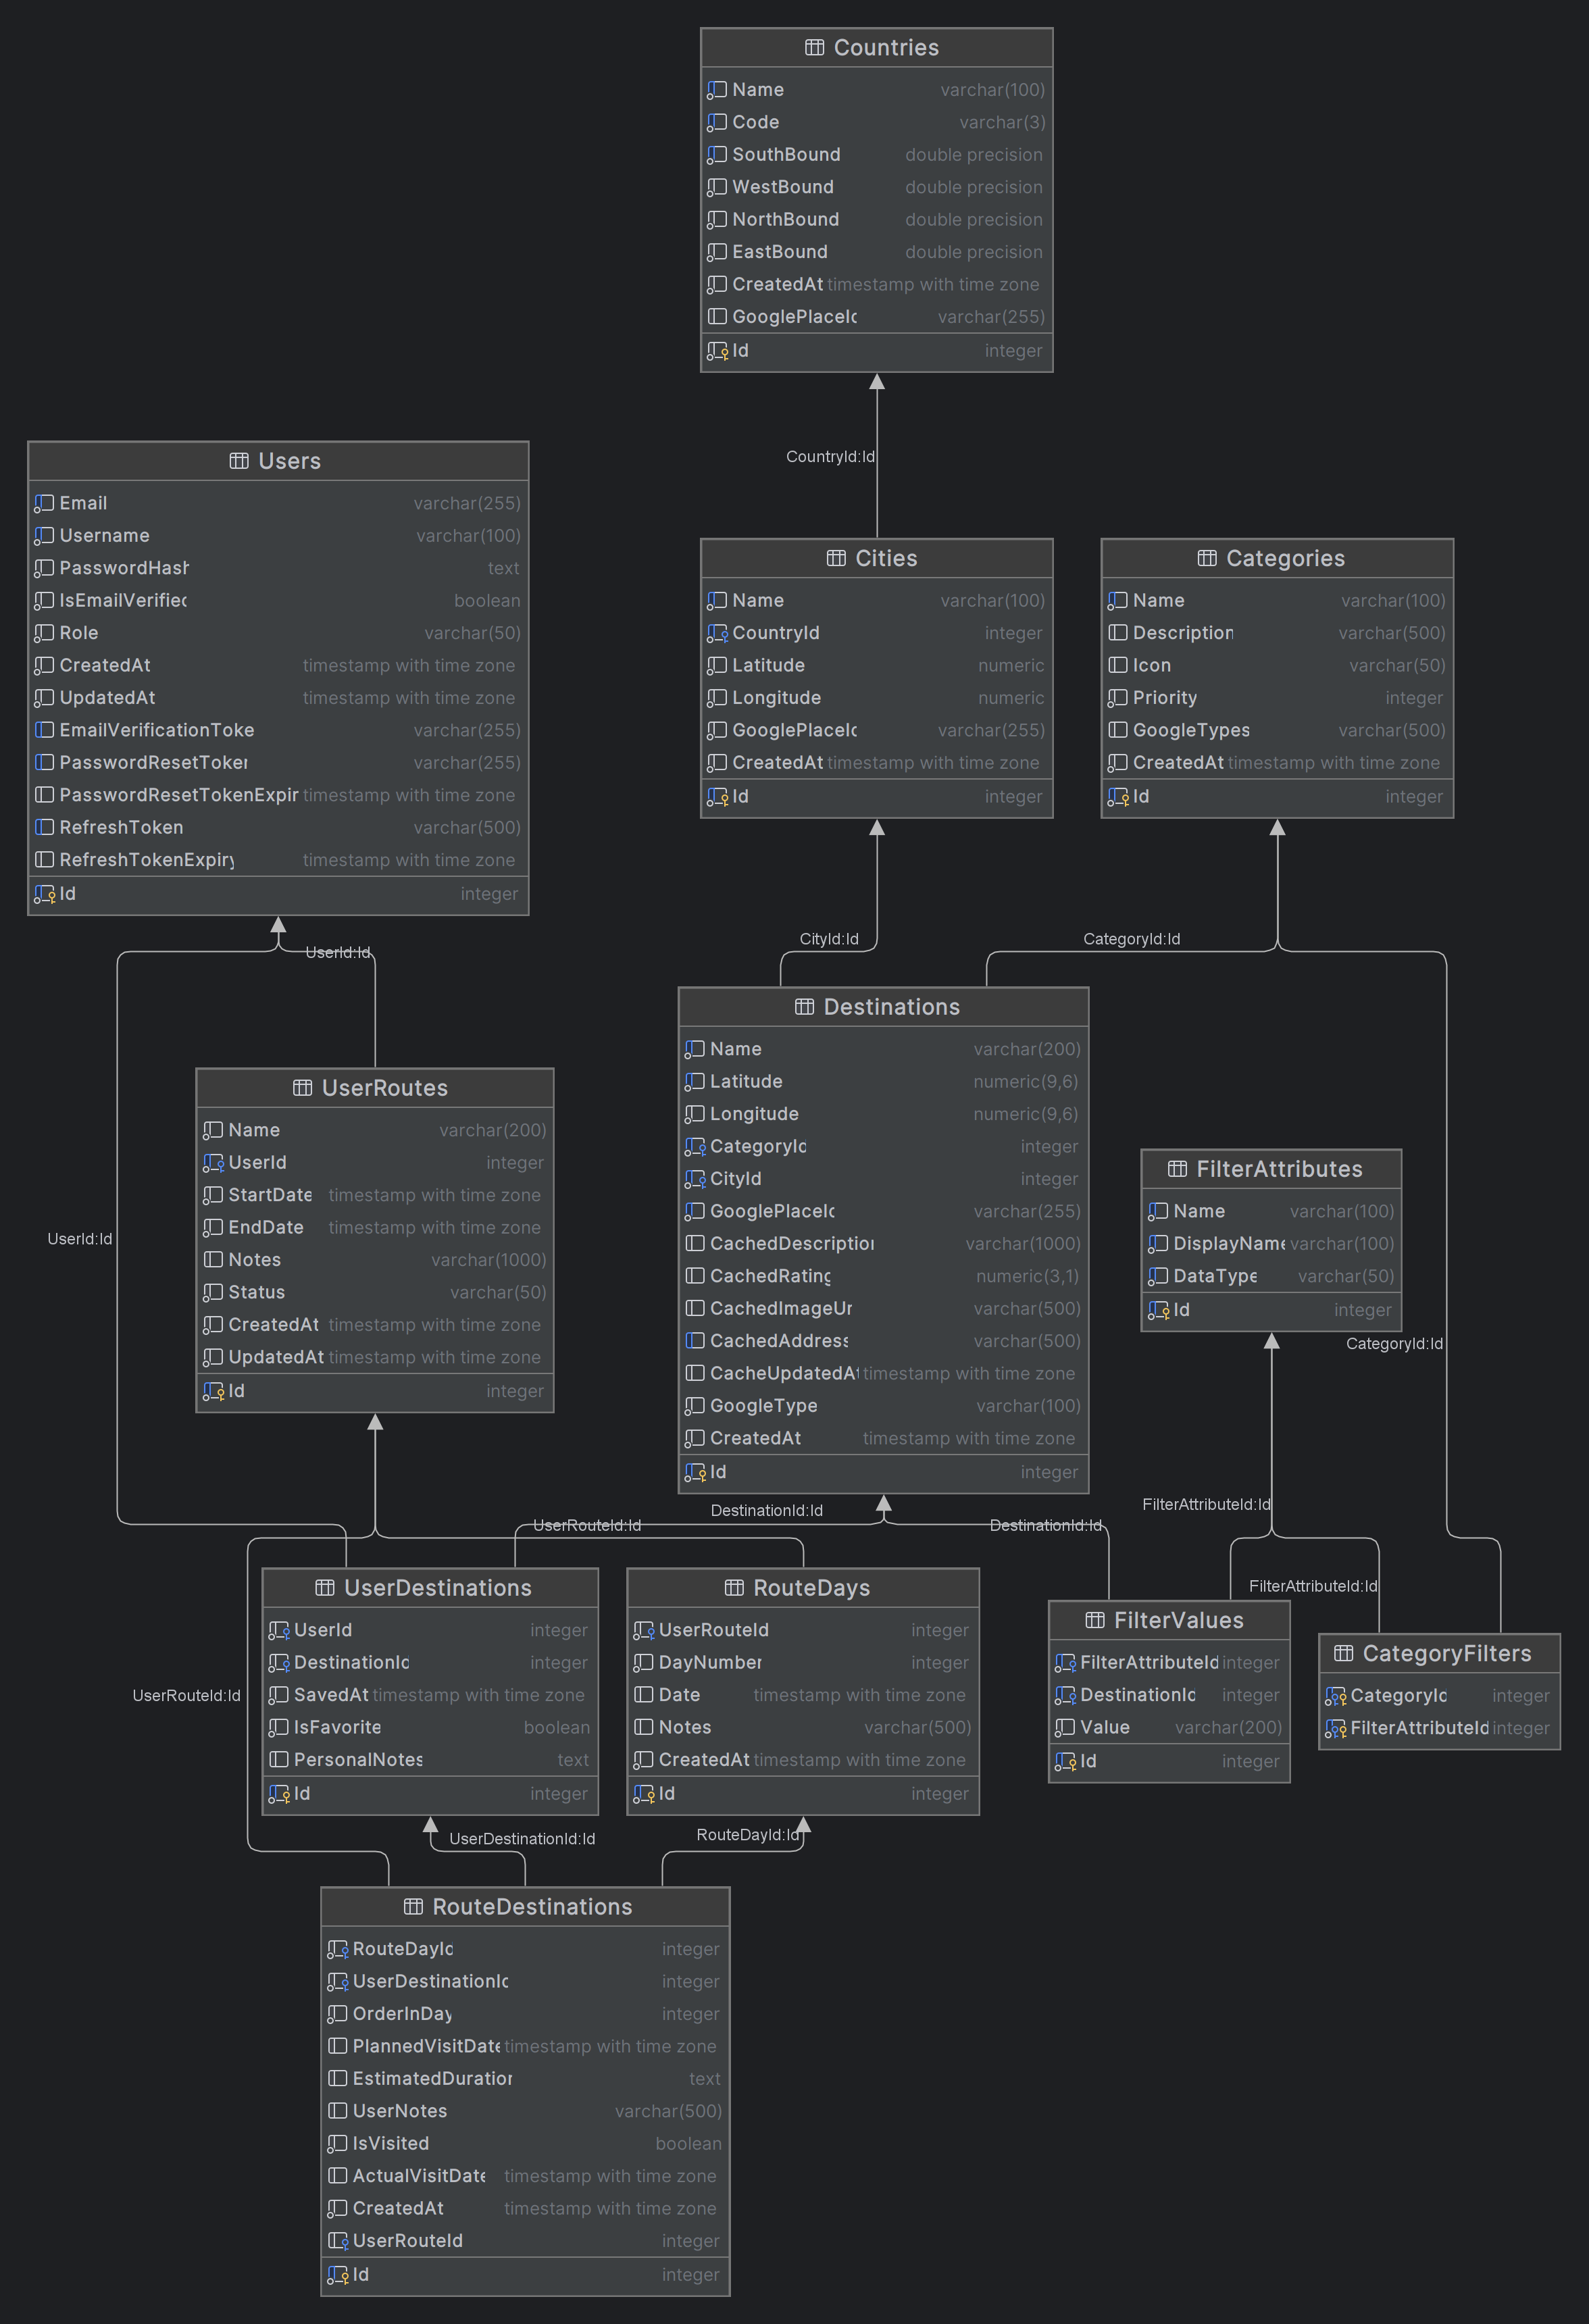 Countries
Name varchar(100)
Code varchar(3)
SouthBound double precision
WestBound double precision
NorthBound double precision
EastBound double precision
CreatedAt timestamp with time zone
GooglePlaceIc varchar(255)
Id integer
CountryId:Id
Users
Email varchar(255)
Username varchar(100)
PasswordHash text
IsEmailVerified boolean
Role varchar(50)
CreatedAt timestamp with time zone
UpdatedAt timestamp with time zone
EmailVerificationToke varchar(255)
PasswordResetToken varchar(255)
PasswordResetTokenExpir timestamp with time zone
RefreshToken varchar(500)
RefreshTokenExpiry timestamp with time zone
Id integer
Cities
Name varchar(100)
CountryId integer
Latitude numeric
Longitude numeric
GooglePlaceIc varchar(255)
CreatedAt timestamp with time zone
Id integer
Categories
Name varchar(100)
Description varchar(500)
Icon varchar(50)
Priority integer
GoogleTypes varchar(500)
CreatedAt timestamp with time zone
Id integer
UserId:Id
CityId:Id
CategoryId:Id
UserRoutes
Name varchar(200)
UserId integer
StartDate timestamp with time zone
EndDate timestamp with time zone
Notes varchar(1000)
Status varchar(50)
CreatedAt timestamp with time zone
UpdatedAt timestamp with time zone
Id integer
UserId:Id
Destinations
Name varchar(200)
Latitude numeric(9,6)
Longitude numeric(9,6)
CategoryId integer
CityId integer
GooglePlaceIc varchar(255)
CachedDescription varchar(1000)
CachedRating numeric(3,1)
CachedImageUr varchar(500)
CachedAddress varchar(500)
CacheUpdatedAt timestamp with time zone
GoogleType varchar(100)
CreatedAt timestamp with time zone
Id integer
FilterAttributes
Name varchar(100)
DisplayName varchar(100)
DataType varchar(50)
Id integer
CategoryId:Id
DestinationId:Id
UserRouteId:Id
DestinationId:Id
FilterAttributeId:Id
FilterAttributeId:Id
UserDestinations
UserId integer
DestinationId integer
SavedAt timestamp with time zone
IsFavorite boolean
PersonalNotes text
Id integer
RouteDays
UserRouteId integer
DayNumber integer
Date timestamp with time zone
Notes varchar(500)
CreatedAt timestamp with time zone
Id integer
FilterValues
FilterAttributeId integer
DestinationId integer
Value varchar(200)
Id integer
CategoryFilters
CategoryId integer
FilterAttributeId integer
UserRouteId:Id
UserDestinationId:Id
RouteDayId:Id
RouteDestinations
RouteDayId integer
UserDestinationIc integer
OrderInDay integer
PlannedVisitDate timestamp with time zone
EstimatedDuration text
UserNotes varchar(500)
IsVisited boolean
ActualVisitDate timestamp with time zone
CreatedAt timestamp with time zone
UserRouteId integer
Id integer